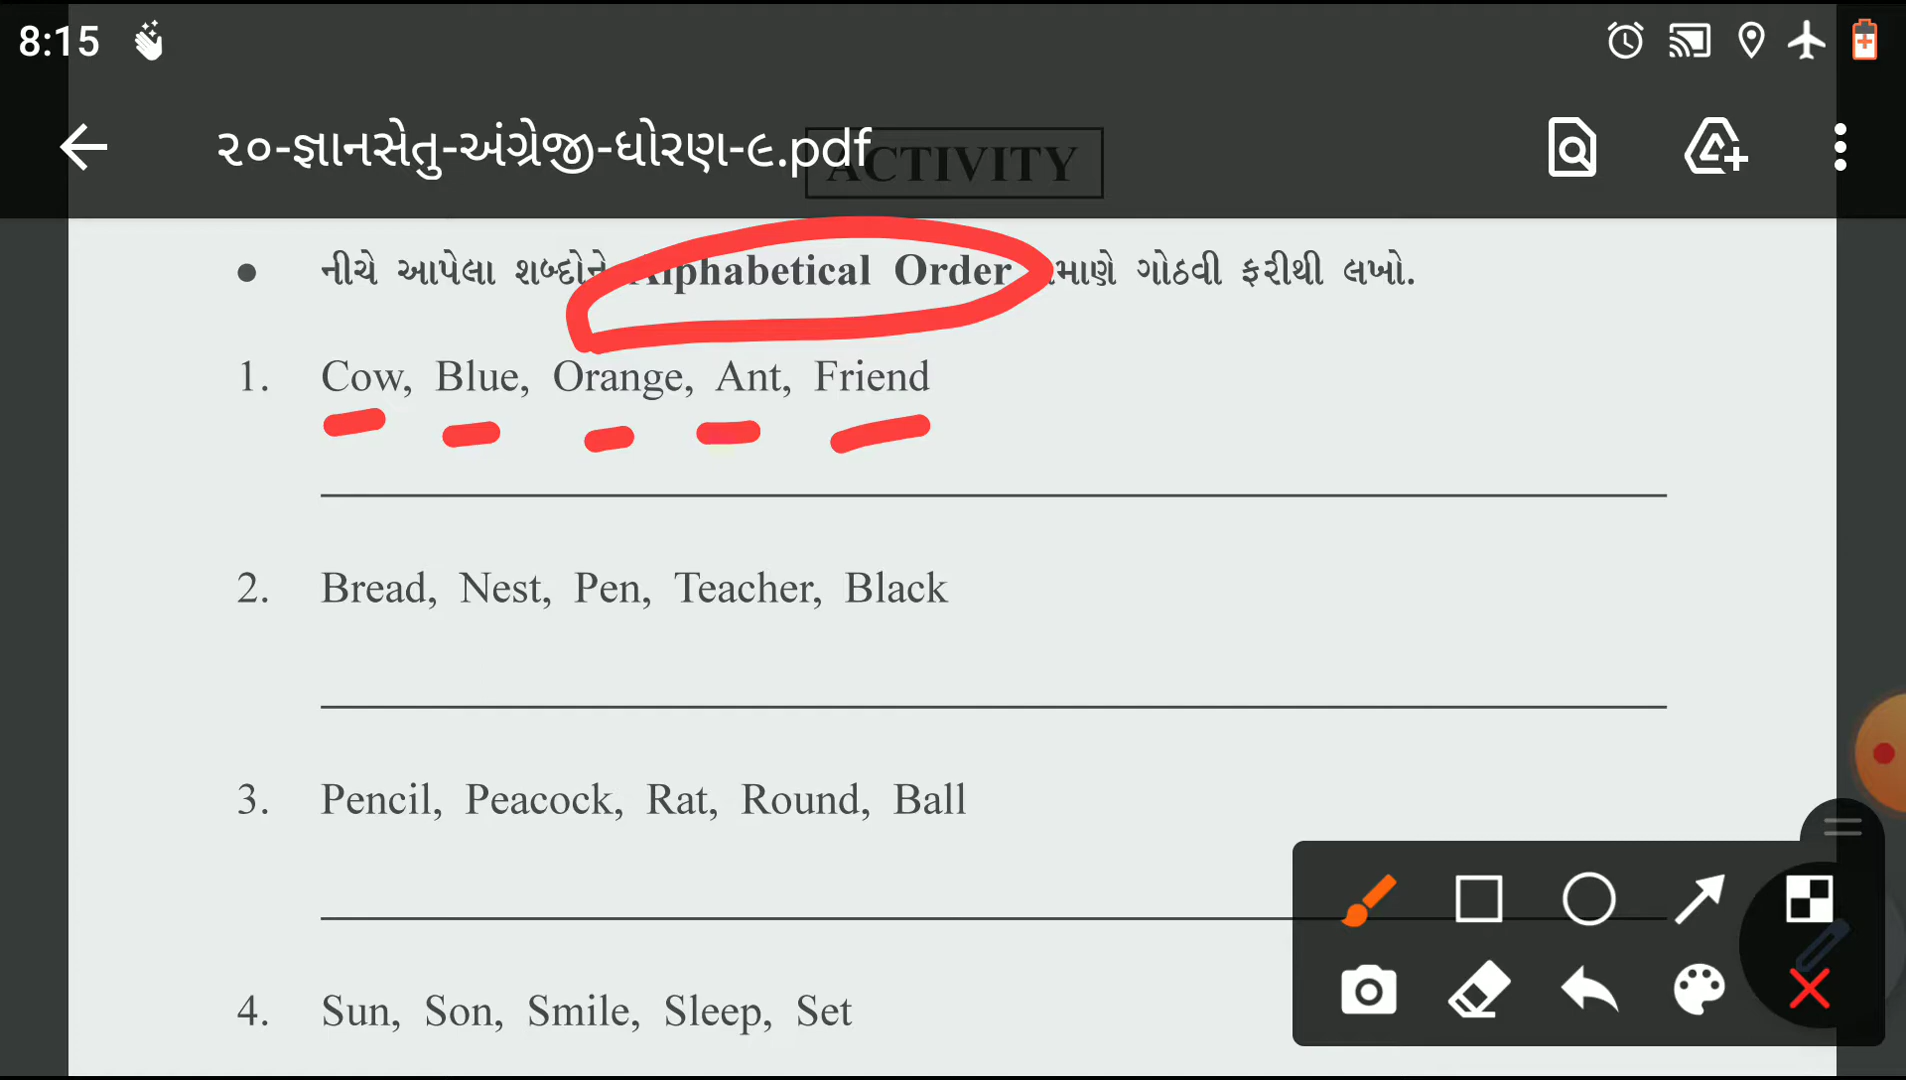 8:15
૨૦-જ્ઞાનસેતુ-અંગ્રેજી-ધોરણ-૯.pdf
ACTIVITY
● નીચે આપેલા શબ્દોને Alphabetical Order પ્રમાણે ગોઠવી ફરીથી લખો.
1. Cow, Blue, Orange, Ant, Friend
2. Bread, Nest, Pen, Teacher, Black
3. Pencil, Peacock, Rat, Round, Ball
4. Sun, Son, Smile, Sleep, Set